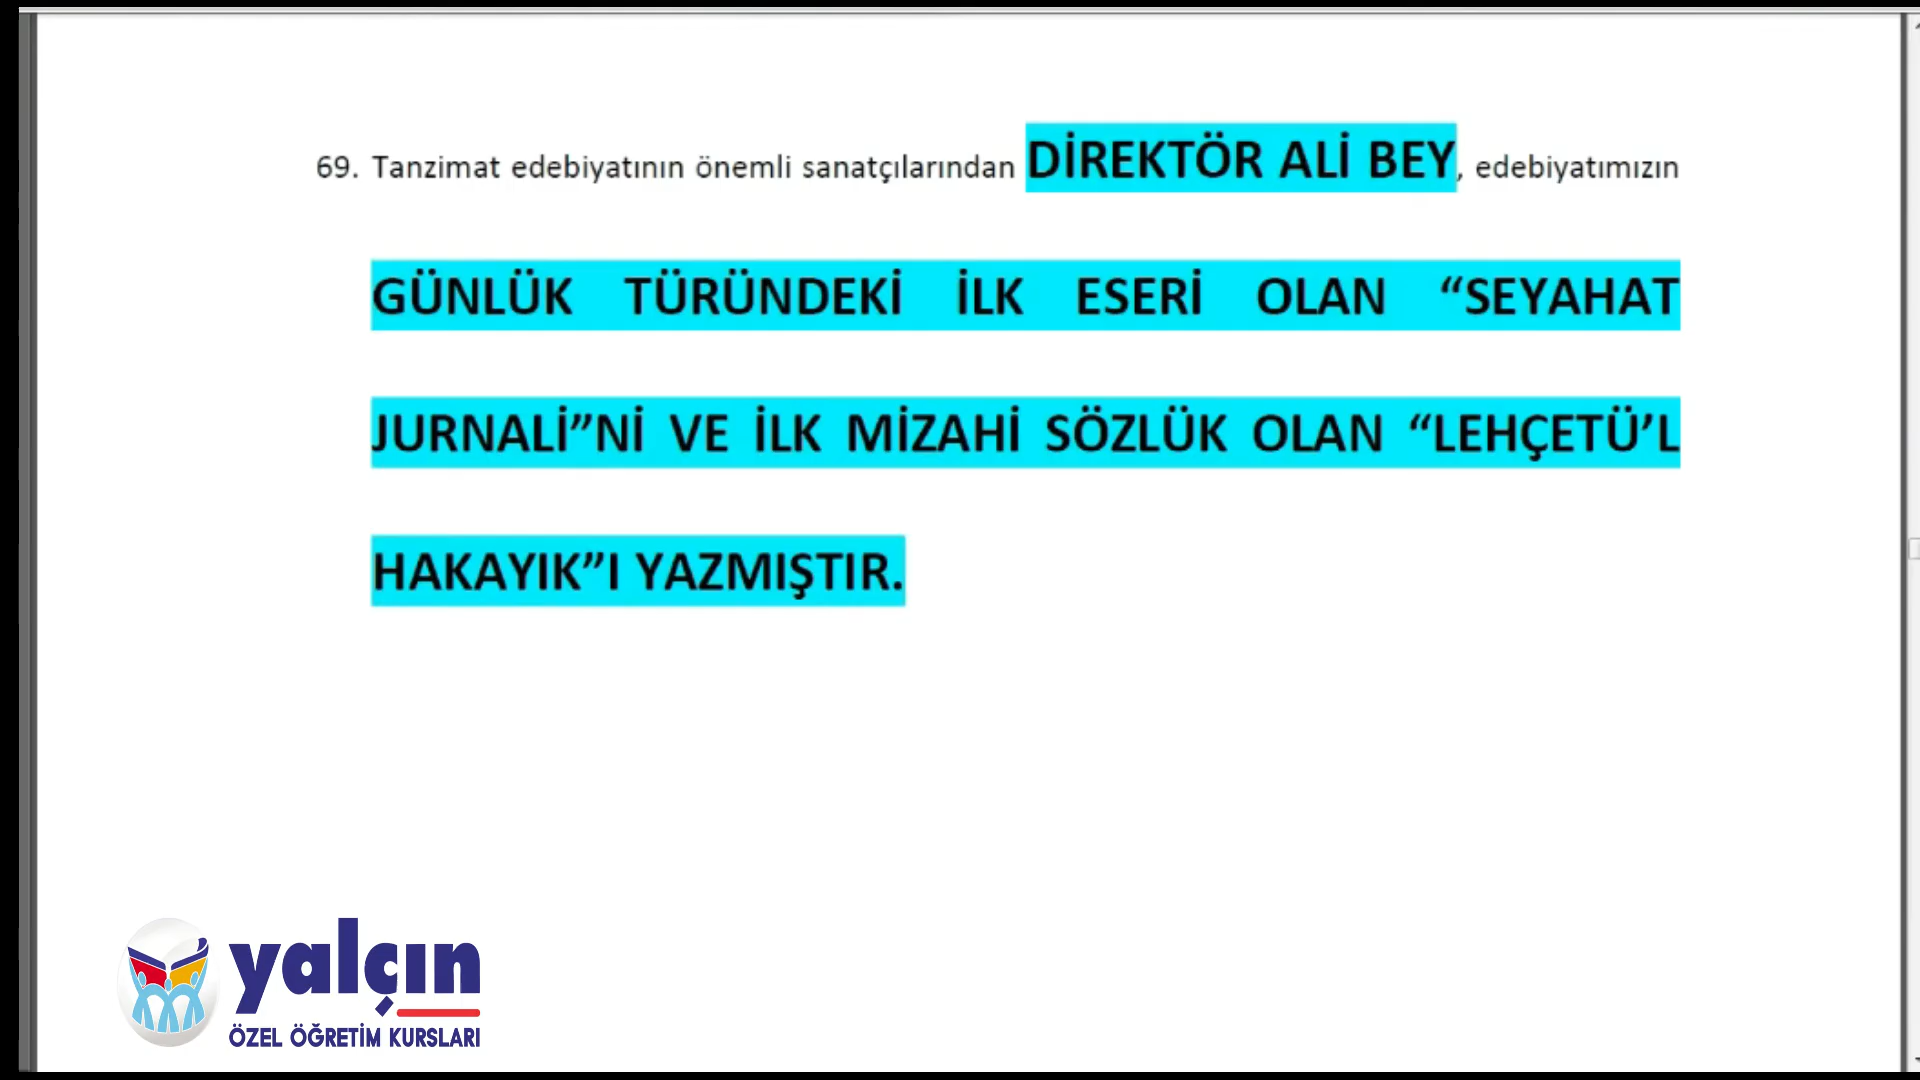 69. Tanzimat edebiyatının önemli sanatçılarından DİREKTÖR ALİ BEY, edebiyatımızın
GÜNLÜK TÜRÜNDEKİ İLK ESERİ OLAN “SEYAHAT
JURNALİ”Nİ VE İLK MİZAHİ SÖZLÜK OLAN “LEHÇETÜ’L
HAKAYIK”I YAZMIŞTIR.
yalçın
ÖZEL ÖĞRETİM KURSLARI